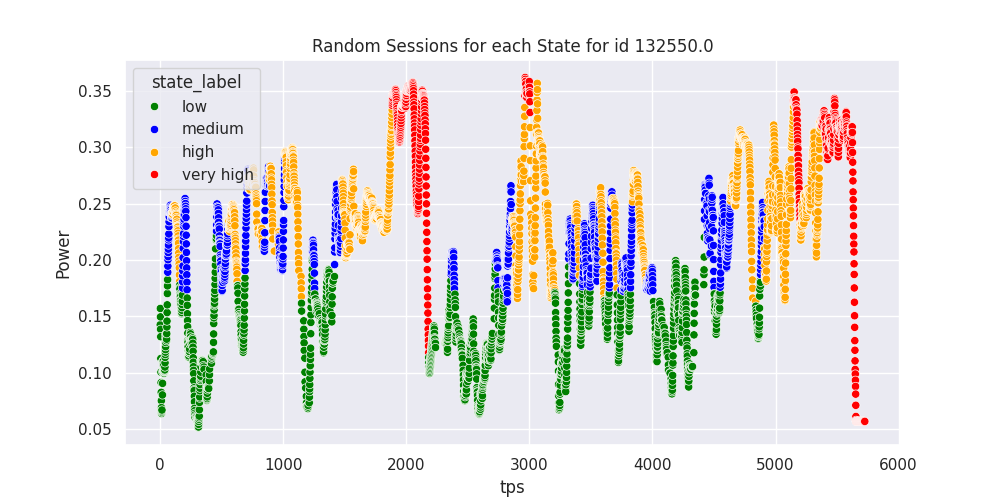 Random Sessions for each State for id 132550.0
state_label
low
medium
high
very high
Power
0.35
0.30
0.25
0.20
0.15
0.10
0.05
0 1000 2000 3000 4000 5000 6000
tps